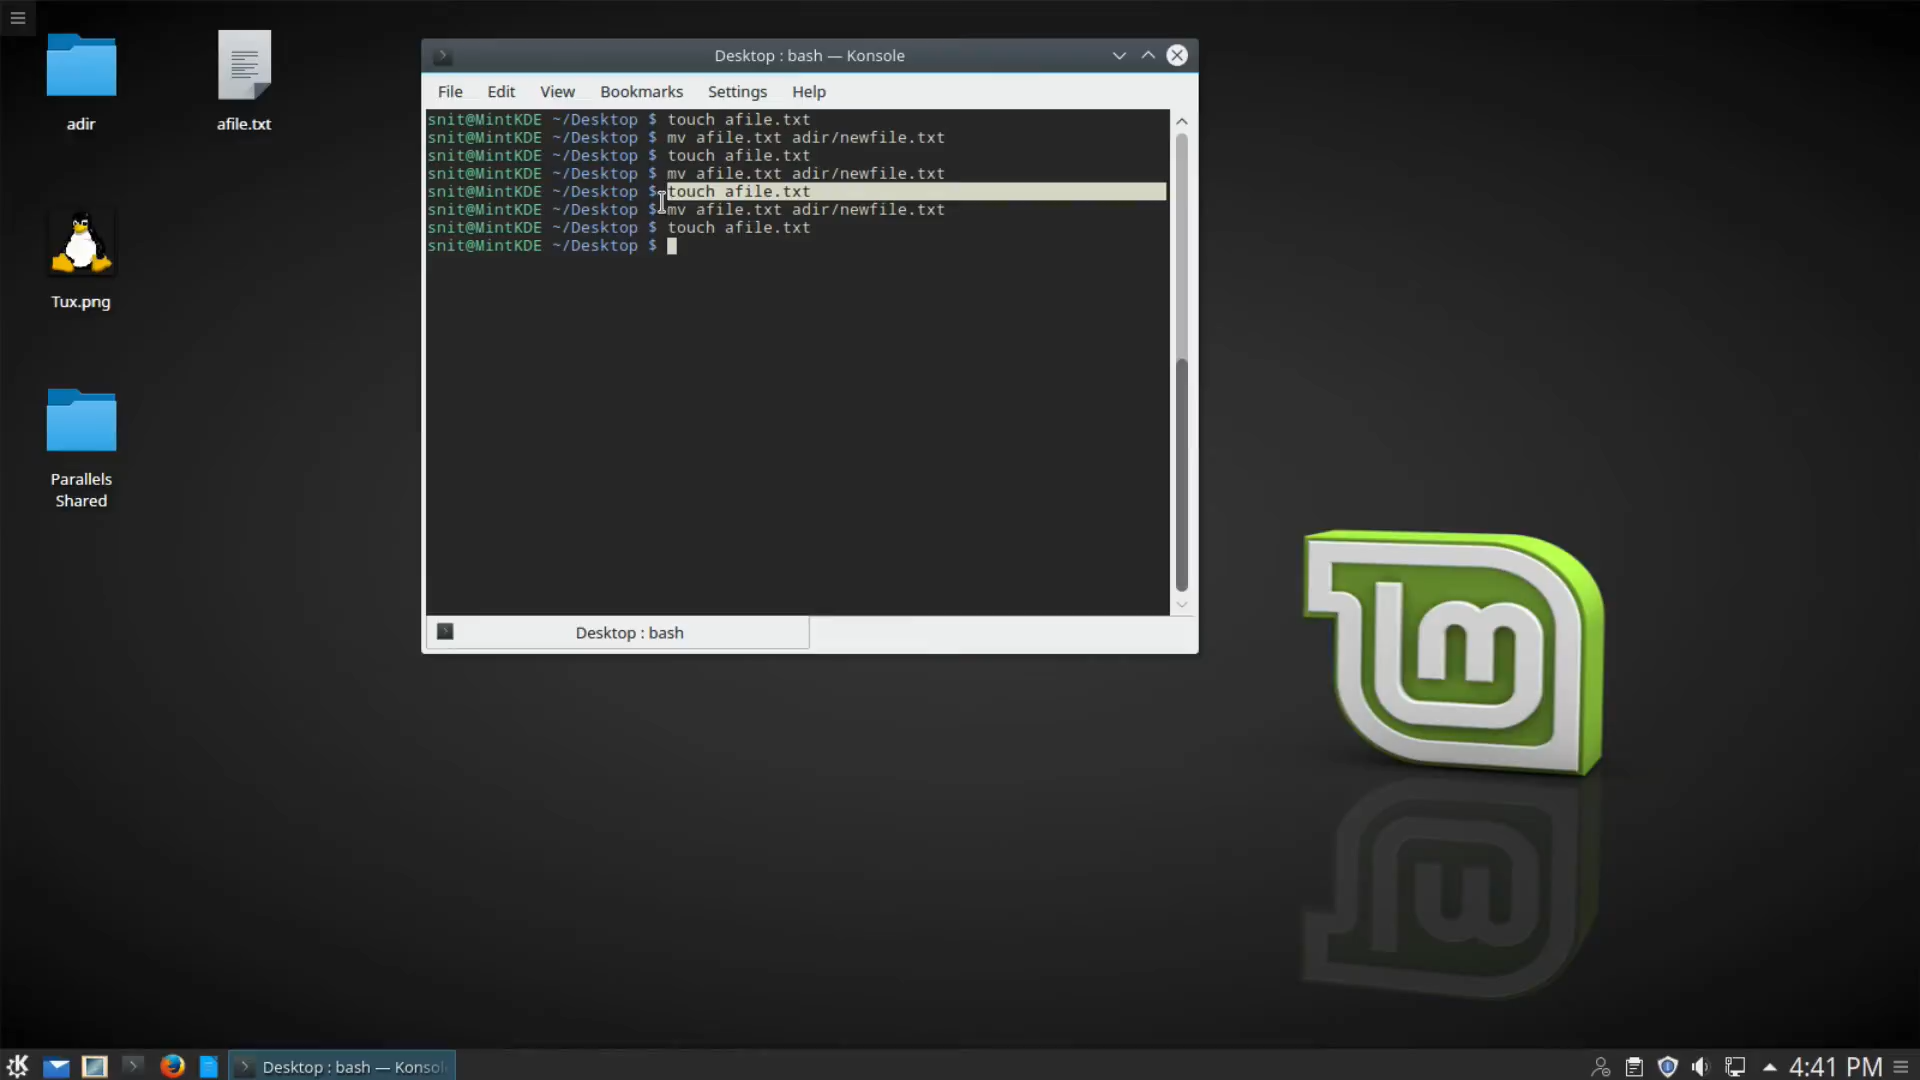 adir
afile.txt
Tux.png
Parallels
Shared
Desktop : bash — Konsole
File Edit View Bookmarks Settings Help
snit@MintKDE ~/Desktop $ touch afile.txt
snit@MintKDE ~/Desktop $ mv afile.txt adir/newfile.txt
snit@MintKDE ~/Desktop $ touch afile.txt
snit@MintKDE ~/Desktop $ mv afile.txt adir/newfile.txt
snit@MintKDE ~/Desktop $ touch afile.txt
snit@MintKDE ~/Desktop $ mv afile.txt adir/newfile.txt
snit@MintKDE ~/Desktop $ touch afile.txt
snit@MintKDE ~/Desktop $
Desktop : bash
lm
Desktop : bash — Konsol
4:41 PM